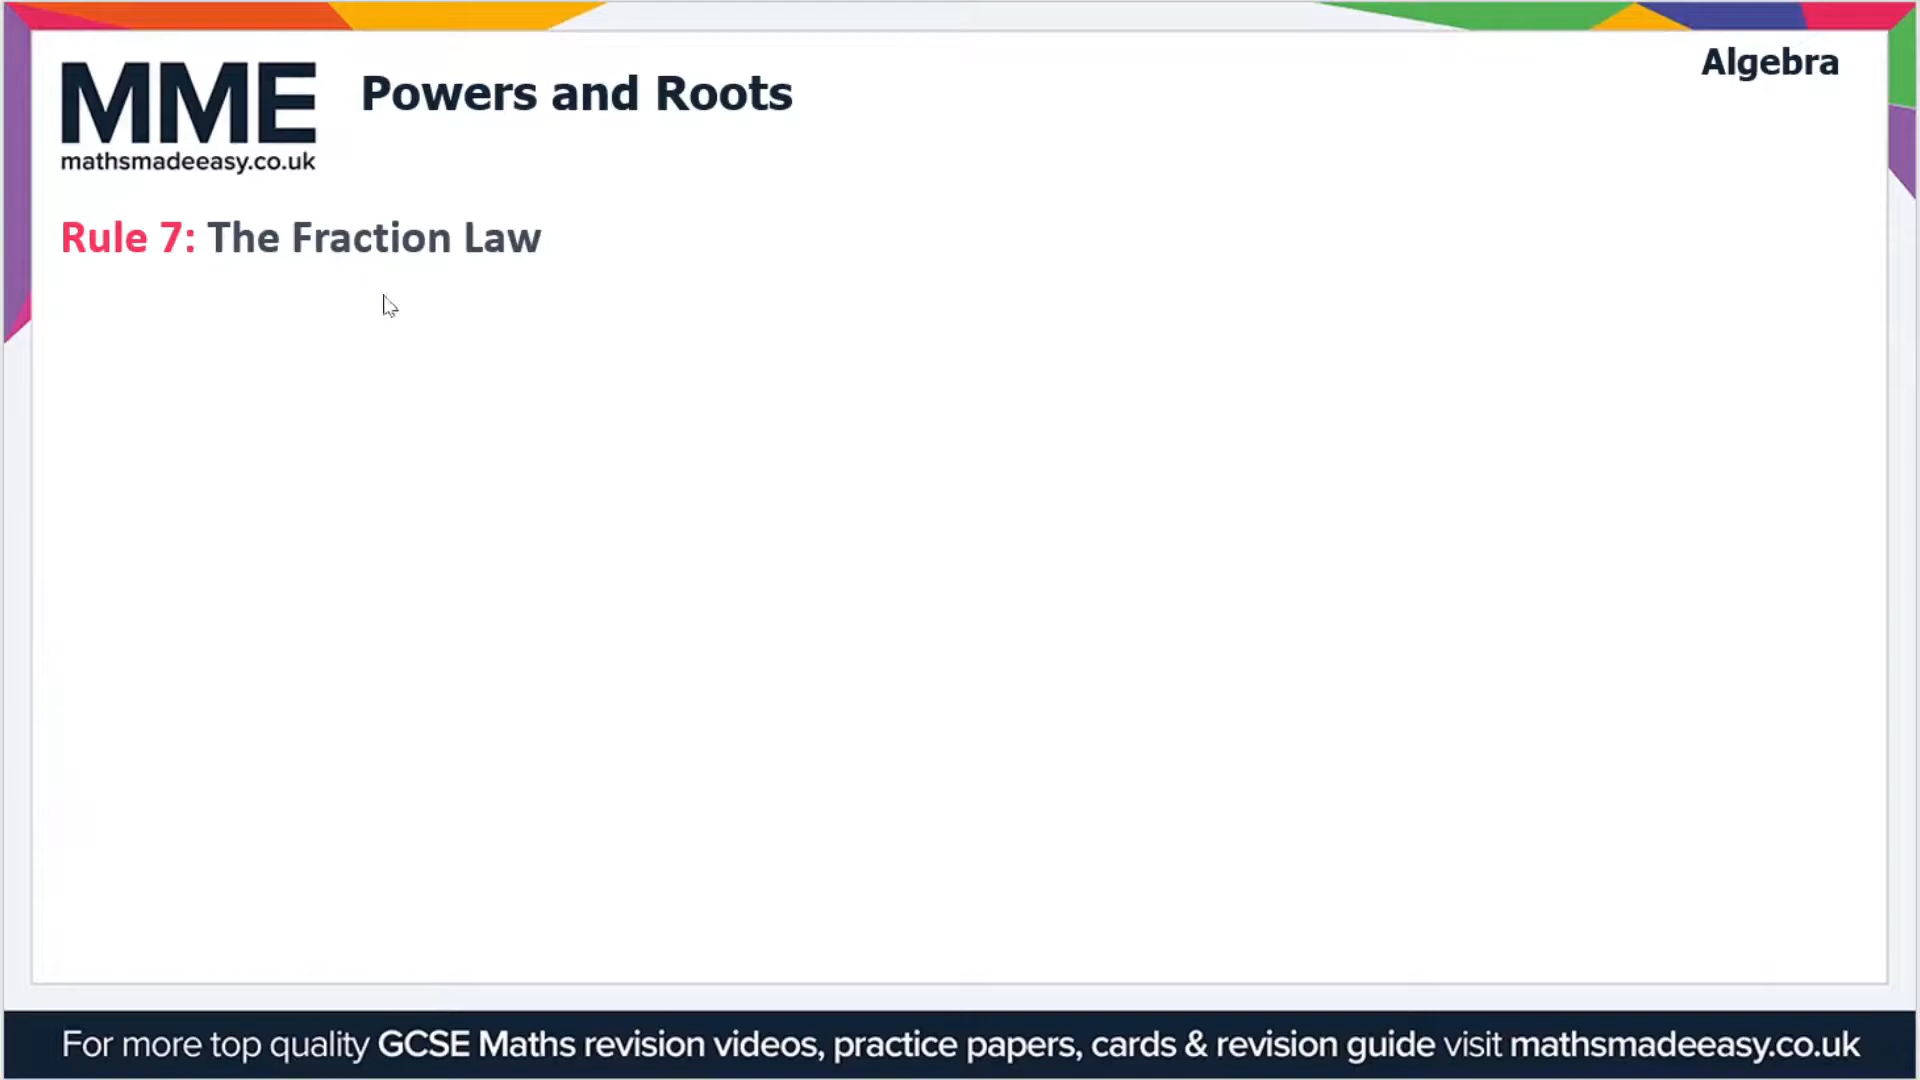 Algebra
MME
Powers and Roots
mathsmadeeasy.co.uk
Rule 7: The Fraction Law
For more top quality GCSE Maths revision videos, practice papers, cards & revision guide visit mathsmadeeasy.co.uk